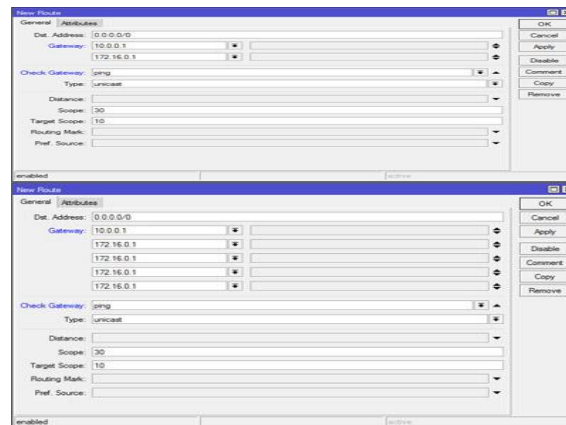 New Route
General Attributes
Dst. Address: 0.0.0.0/0
Gateway: 10.0.0.1
172.16.0.1
Check Gateway: ping
Type: unicast
Distance:
Scope: 30
Target Scope: 10
Routing Mark:
Pref. Source:
OK
Cancel
Apply
Disable
Comment
Copy
Remove
enabled
active
New Route
General Attributes
Dst. Address: 0.0.0.0/0
Gateway: 10.0.0.1
172.16.0.1
172.16.0.1
172.16.0.1
172.16.0.1
Check Gateway: ping
Type: unicast
Distance:
Scope: 30
Target Scope: 10
Routing Mark:
Pref. Source:
OK
Cancel
Apply
Disable
Comment
Copy
Remove
enabled
active